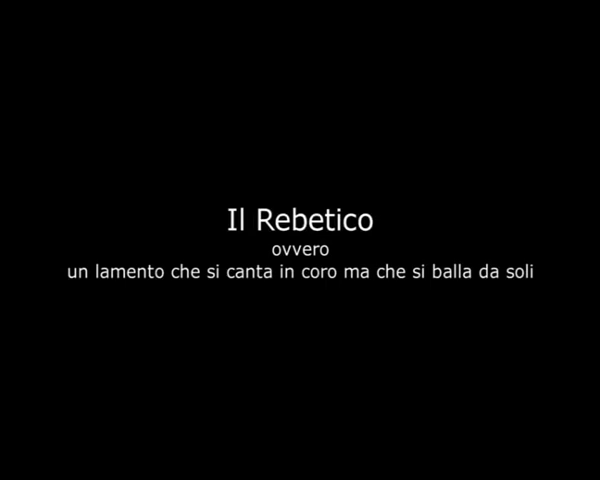 Il Rebetico
ovvero
un lamento che si canta in coro ma che si balla da soli